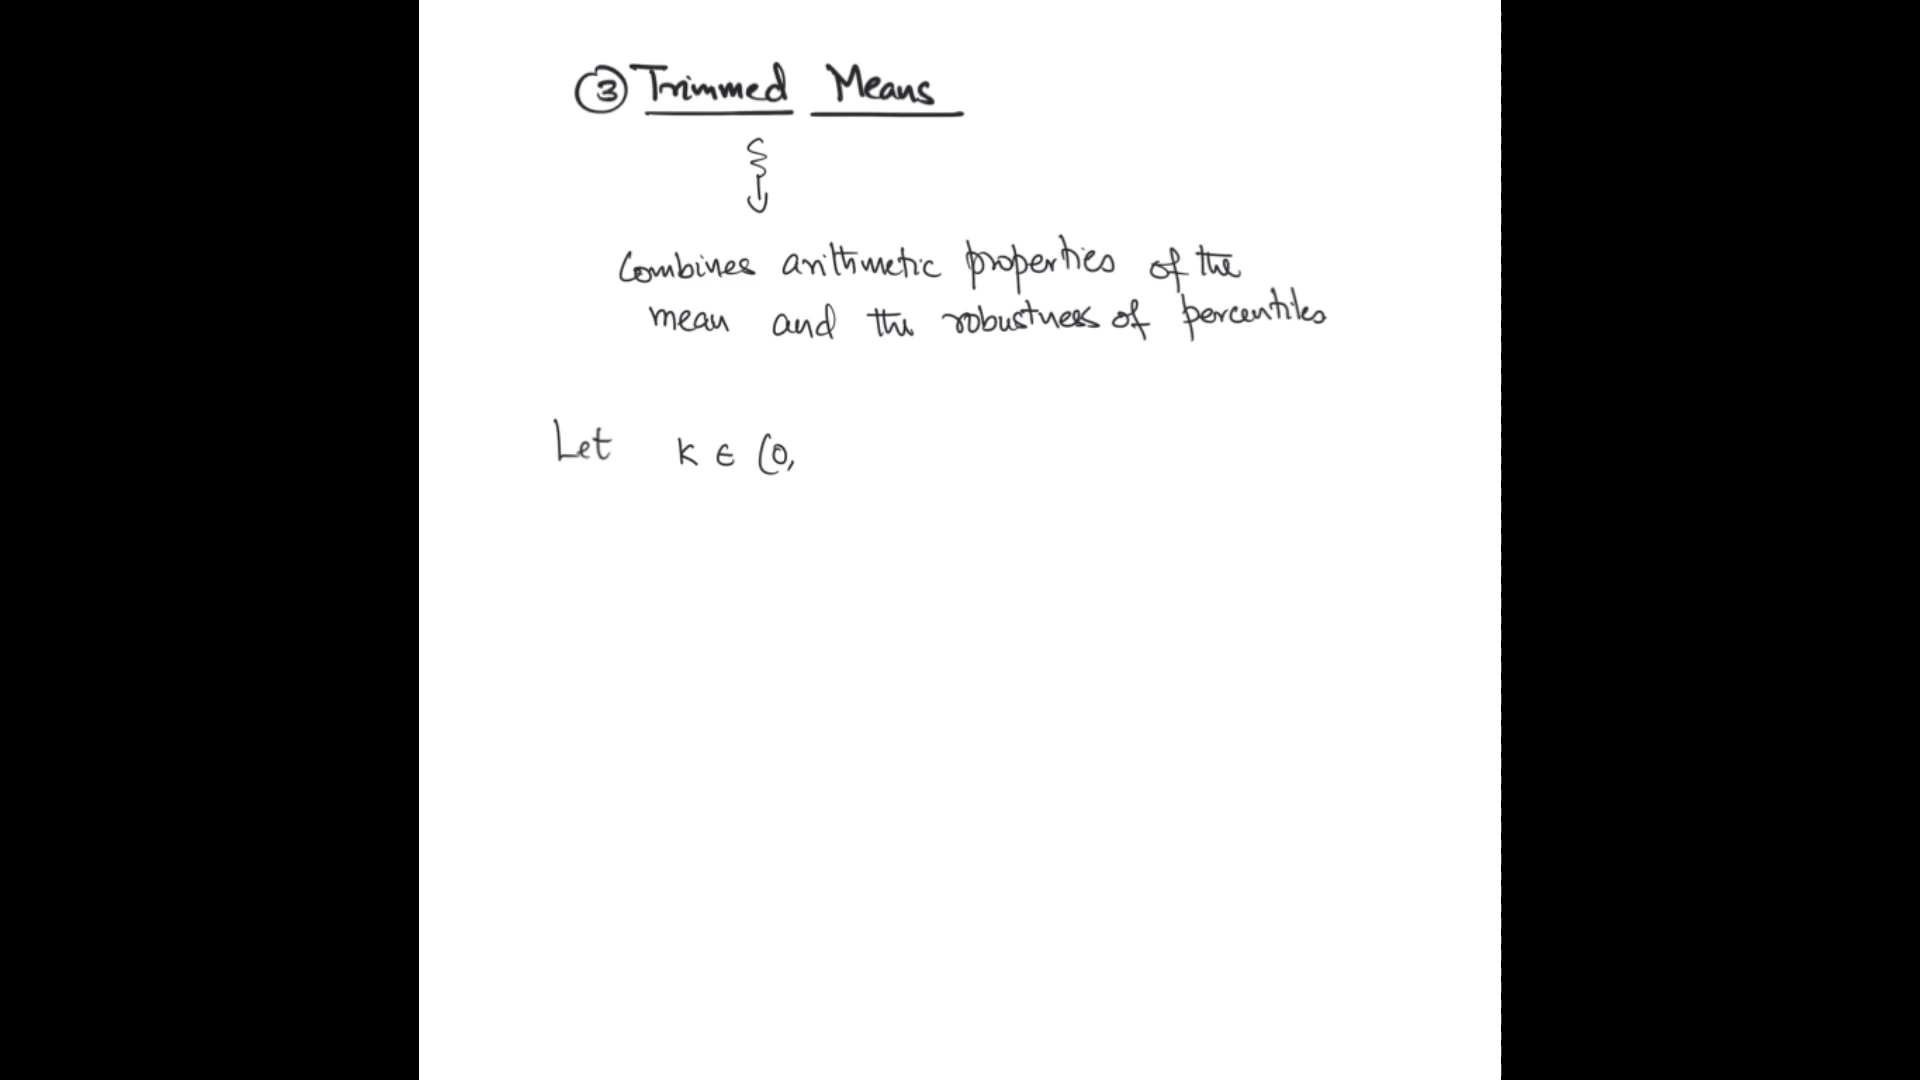 ③ Trimmed Means
Combines arithmetic properties of the
mean and the robustness of percentiles
Let k ∈ (0,